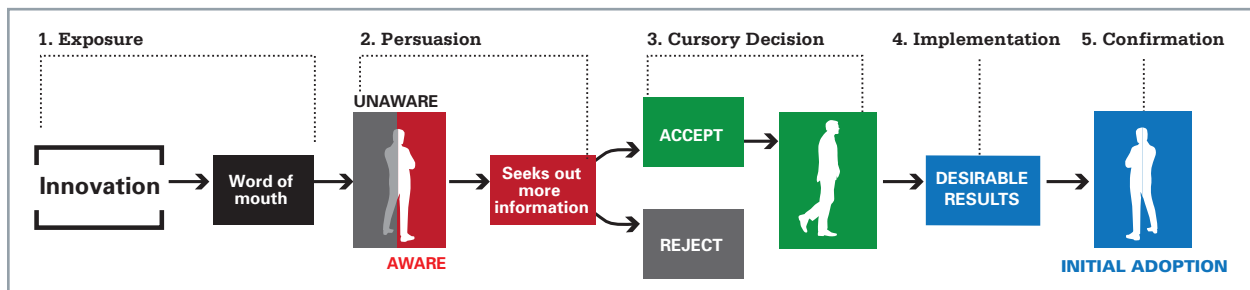 1. Exposure
2. Persuasion
3. Cursory Decision
4. Implementation
5. Confirmation
Innovation
Word of
mouth
UNAWARE
AWARE
Seeks out
more
information
ACCEPT
REJECT
DESIRABLE
RESULTS
INITIAL ADOPTION